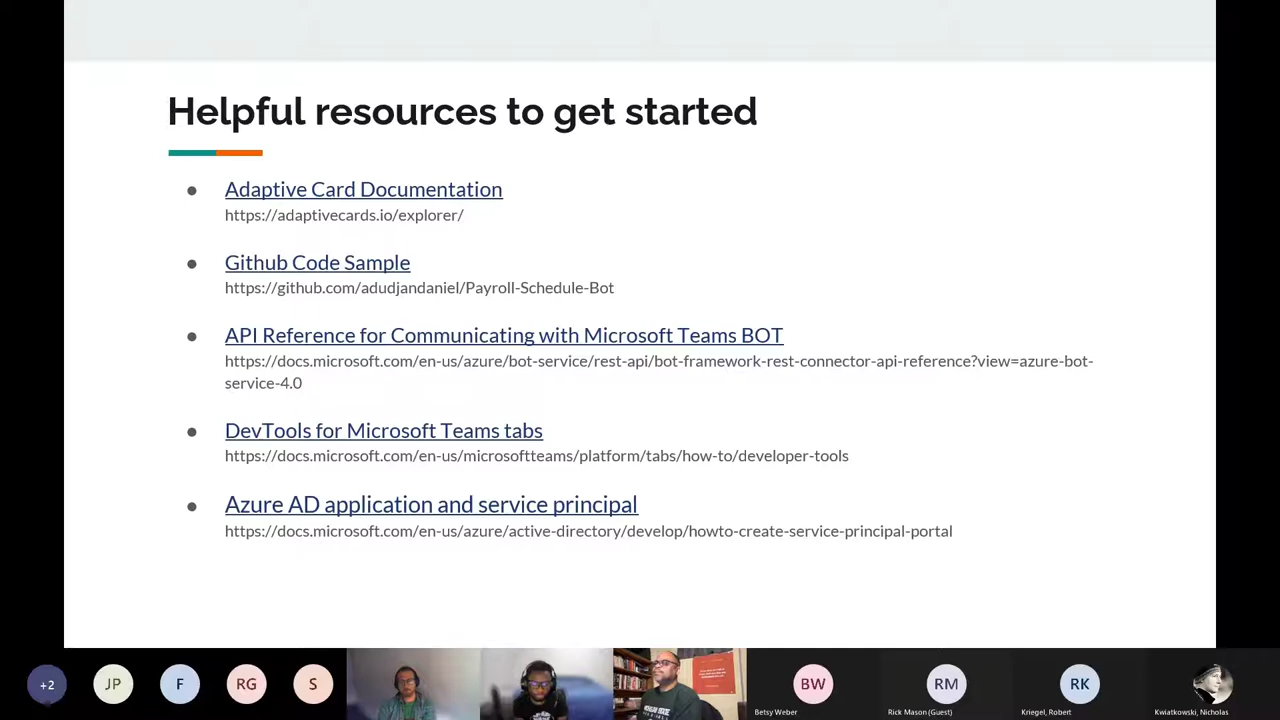 Helpful resources to get started
Adaptive Card Documentation
https://adaptivecards.io/explorer/
Github Code Sample
https://github.com/adudjandaniel/Payroll-Schedule-Bot
API Reference for Communicating with Microsoft Teams BOT
https://docs.microsoft.com/en-us/azure/bot-service/rest-api/bot-framework-rest-connector-api-reference?view=azure-bot-
service-4.0
DevTools for Microsoft Teams tabs
https://docs.microsoft.com/en-us/microsoftteams/platform/tabs/how-to/developer-tools
Azure AD application and service principal
https://docs.microsoft.com/en-us/azure/active-directory/develop/howto-create-service-principal-portal
+2
JP
F
RG
S
BW
RM
RK
Betsy Weber
Rick Mason (Guest)
Kriegel, Robert
Kwiatkowski, Nicholas